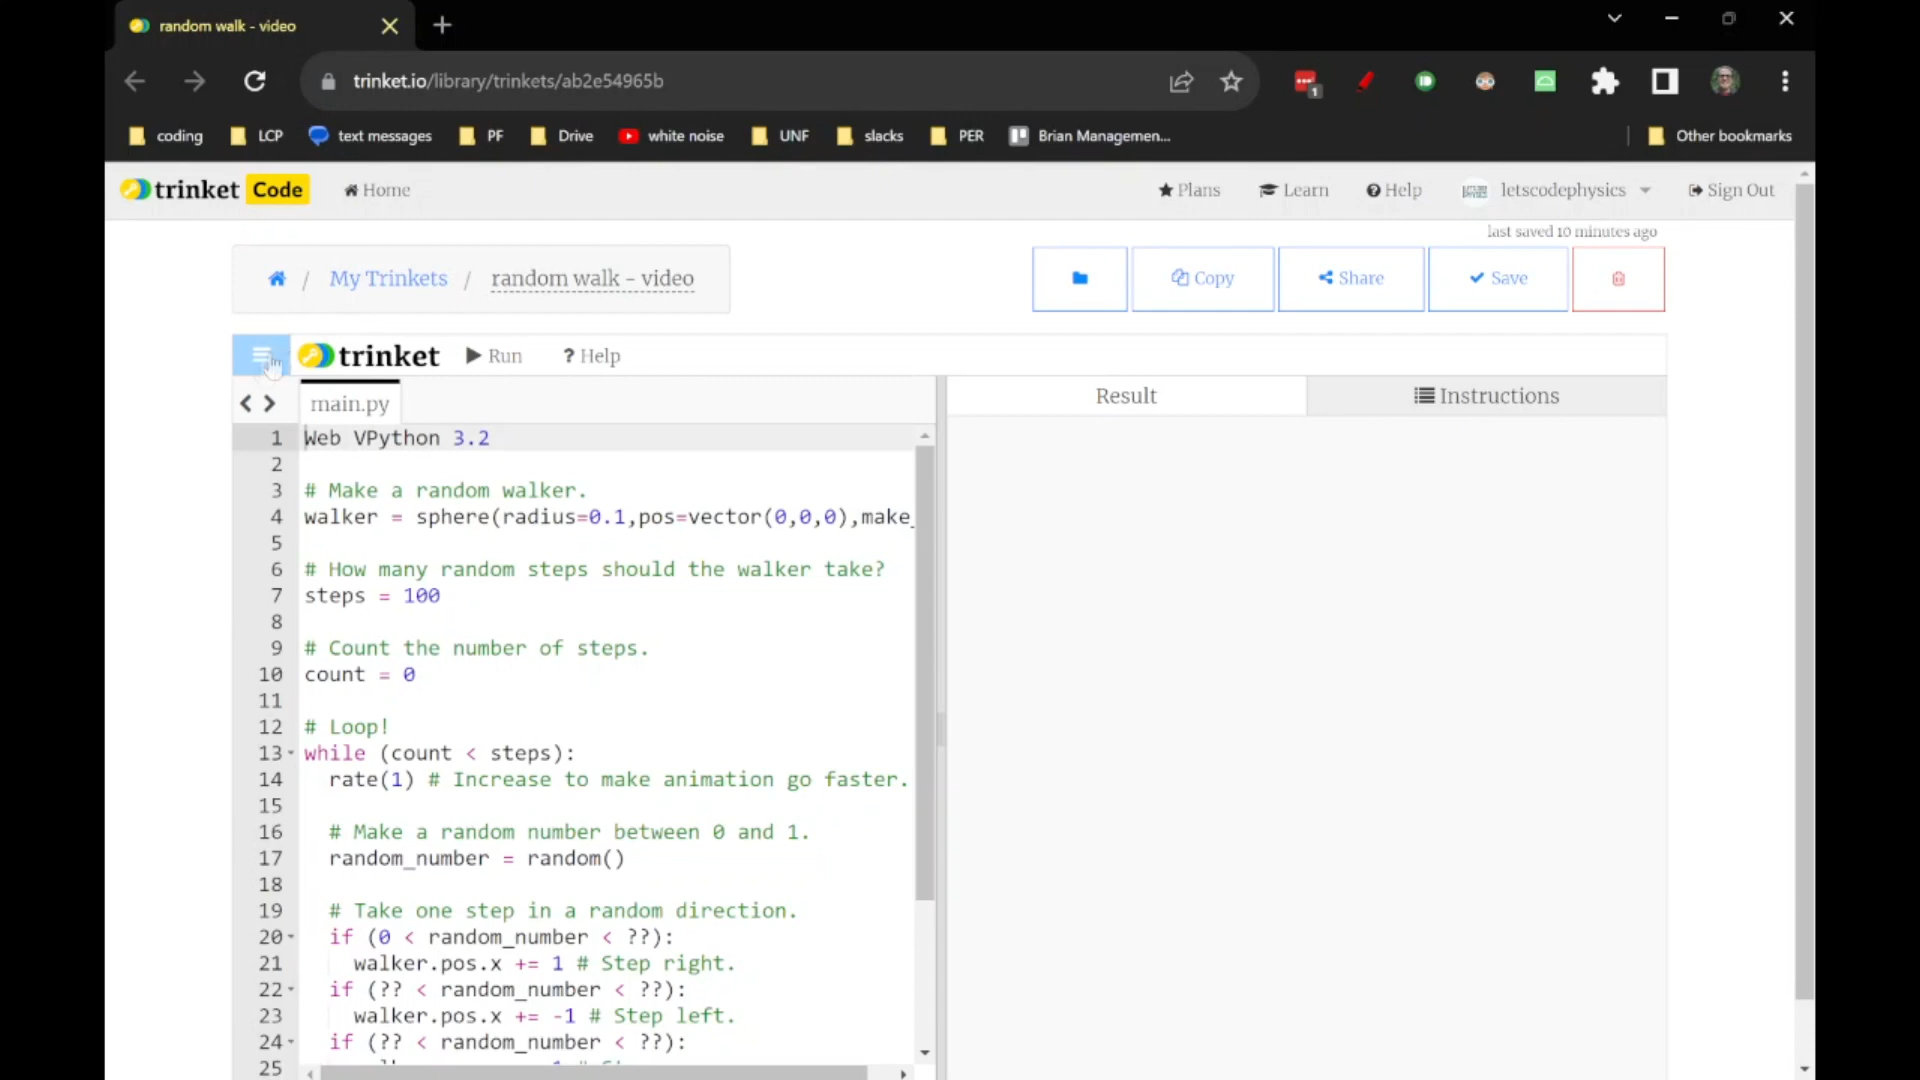 random walk - video
trinket.io/library/trinkets/ab2e54965b
1
coding LCP text messages PF Drive white noise UNF slacks PER Brian Managemen... Other bookmarks
trinket Code Home Plans Learn Help letscodephysics Sign Out
last saved 10 minutes ago
/ My Trinkets / random walk - video Copy Share Save
trinket Run ? Help
main.py Result Instructions
1 Web VPython 3.2
2
3 # Make a random walker.
4 walker = sphere(radius=0.1,pos=vector(0,0,0),make_
5
6 # How many random steps should the walker take?
7 steps = 100
8
9 # Count the number of steps.
10 count = 0
11
12 # Loop!
13 while (count < steps):
14 rate(1) # Increase to make animation go faster.
15
16 # Make a random number between 0 and 1.
17 random_number = random()
18
19 # Take one step in a random direction.
20 if (0 < random_number < ??):
21 walker.pos.x += 1 # Step right.
22 if (?? < random_number < ??):
23 walker.pos.x += -1 # Step left.
24 if (?? < random_number < ??):
25